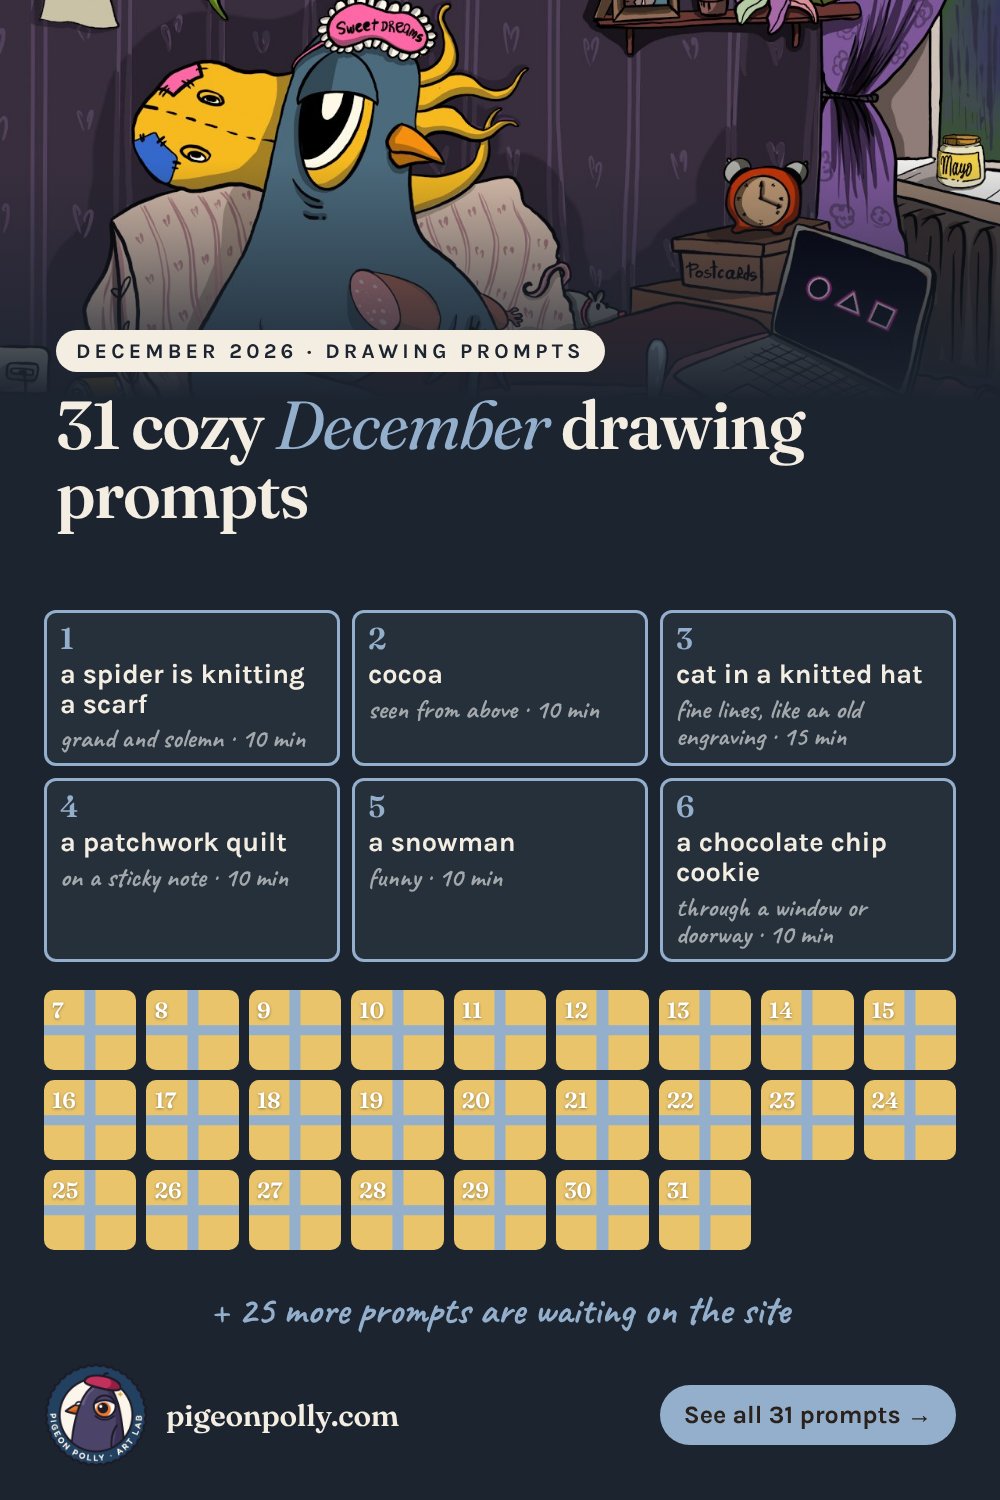 Sweet Dreams
Mayo
Postcards
DECEMBER 2026 · DRAWING PROMPTS
31 cozy December drawing
prompts
1
a spider is knitting
a scarf
grand and solemn · 10 min
2
cocoa
seen from above · 10 min
3
cat in a knitted hat
fine lines, like an old
engraving · 15 min
4
a patchwork quilt
on a sticky note · 10 min
5
a snowman
funny · 10 min
6
a chocolate chip
cookie
through a window or
doorway · 10 min
7 8 9 10 11 12 13 14 15
16 17 18 19 20 21 22 23 24
25 26 27 28 29 30 31
+ 25 more prompts are waiting on the site
PIGEON POLLY · ART LAB
pigeonpolly.com
See all 31 prompts →